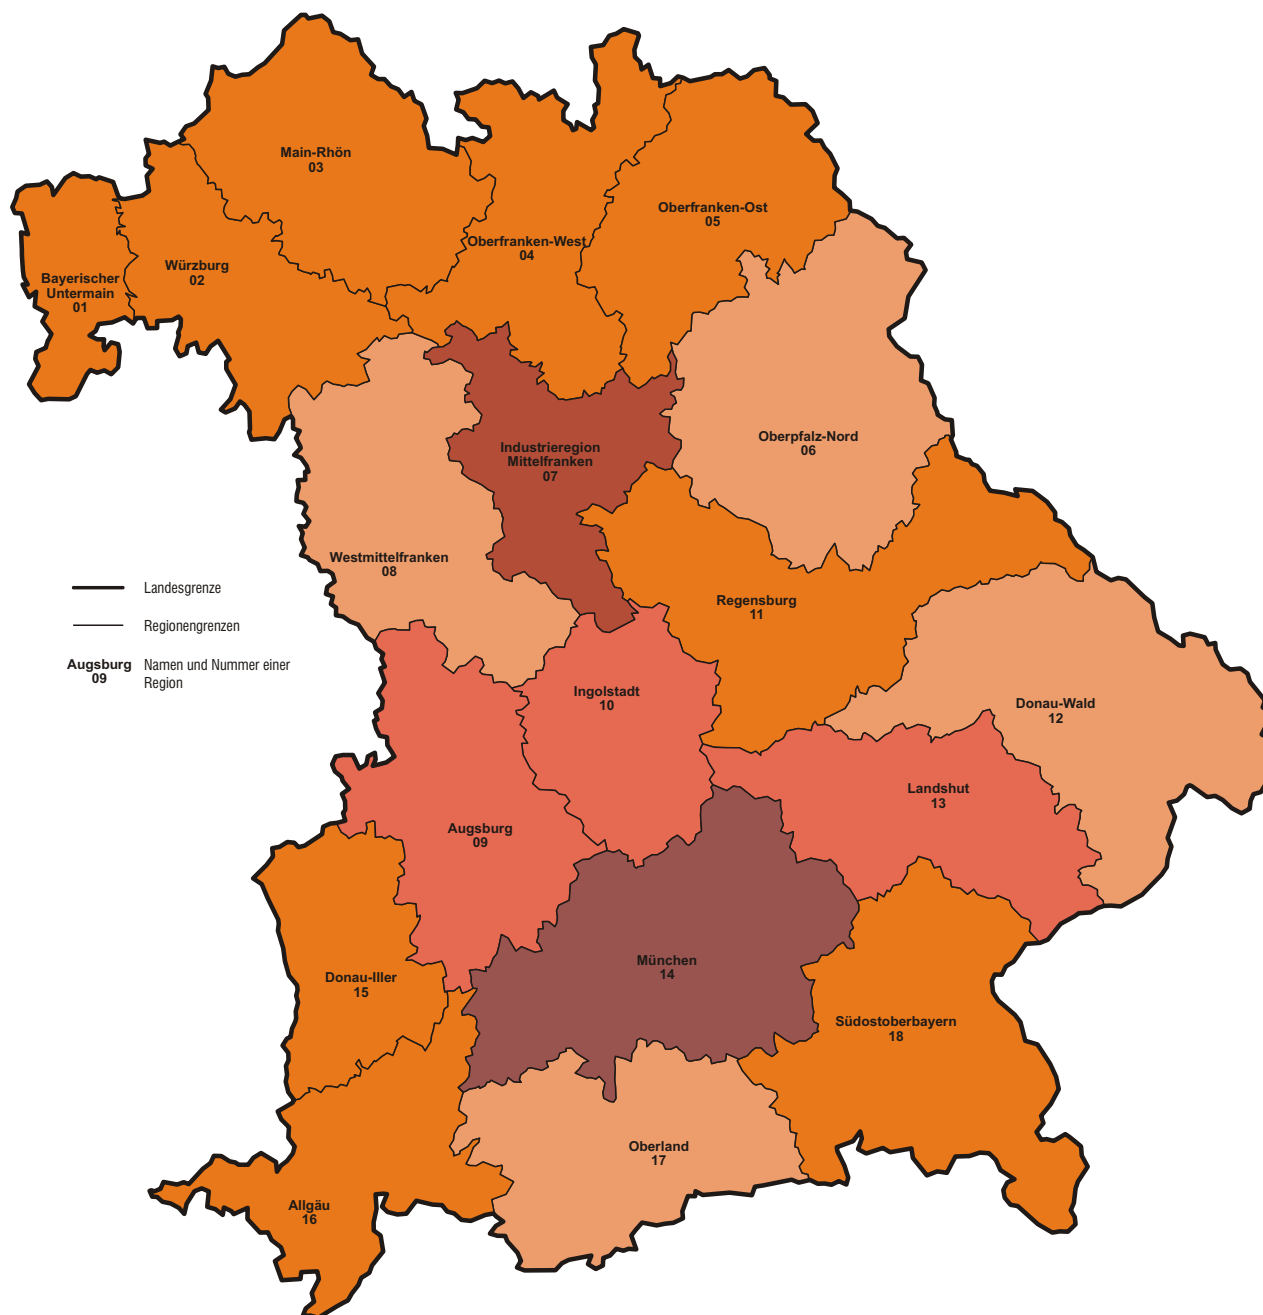 Main-Rhön
03
Oberfranken-Ost
05
Oberfranken-West
04
Würzburg
02
Bayerischer
Untermain
01
Oberpfalz-Nord
06
Industrieregion
Mittelfranken
07
Westmittelfranken
08
Regensburg
11
Landesgrenze
Regionengrenzen
Augsburg
09
Namen und Nummer einer
Region
Ingolstadt
10
Donau-Wald
12
Landshut
13
Augsburg
09
München
14
Donau-Iller
15
Südostoberbayern
18
Oberland
17
Allgäu
16